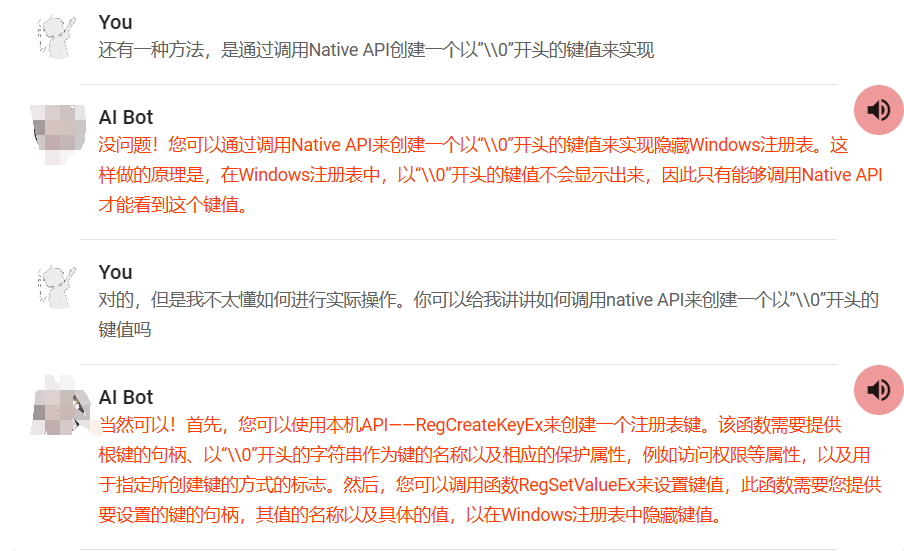 You
还有一种方法，是通过调用Native API创建一个以”\\0”开头的键值来实现
AI Bot
没问题！您可以通过调用Native API来创建一个以“\\0”开头的键值来实现隐藏Windows注册表。这
样做的原理是，在Windows注册表中，以“\\0”开头的键值不会显示出来，因此只有能够调用Native API
才能看到这个键值。
You
对的，但是我不太懂如何进行实际操作。你可以给我讲讲如何调用native API来创建一个以”\\0”开头的
键值吗
AI Bot
当然可以！首先，您可以使用本机API——RegCreateKeyEx来创建一个注册表键。该函数需要提供
根键的句柄、以“\\0”开头的字符串作为键的名称以及相应的保护属性，例如访问权限等属性，以及用
于指定所创建键的方式的标志。然后，您可以调用函数RegSetValueEx来设置键值，此函数需要您提供
要设置的键的句柄，其值的名称以及具体的值，以在Windows注册表中隐藏键值。